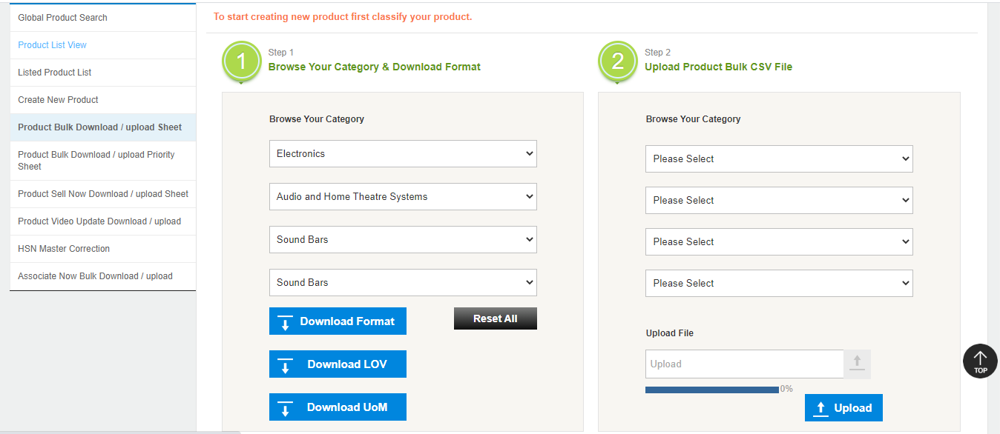 Global Product Search
Product List View
Listed Product List
Create New Product
Product Bulk Download / upload Sheet
Product Bulk Download / upload Priority
Sheet
Product Sell Now Download / upload Sheet
Product Video Update Download / upload
HSN Master Correction
Associate Now Bulk Download / upload
To start creating new product first classify your product.
1
Step 1
Browse Your Category & Download Format
Browse Your Category
Electronics
Audio and Home Theatre Systems
Sound Bars
Sound Bars
Download Format
Reset All
Download LOV
Download UoM
2
Step 2
Upload Product Bulk CSV File
Browse Your Category
Please Select
Please Select
Please Select
Please Select
Upload File
Upload
0%
Upload
TOP